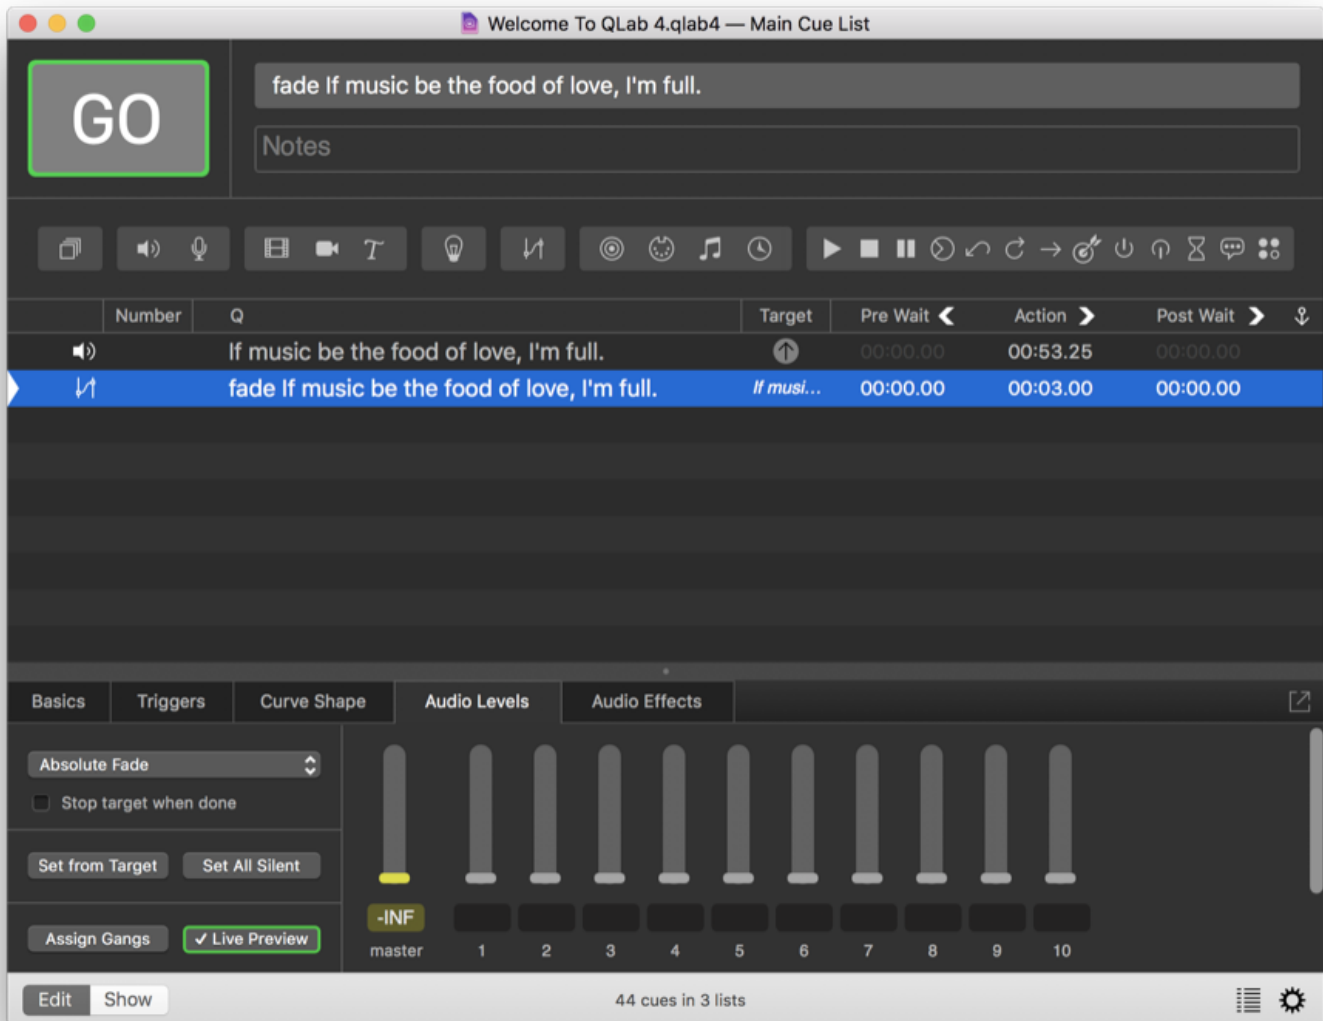 Welcome To QLab 4.qlab4 — Main Cue List
GO
fade If music be the food of love, I'm full.
Notes
Number Q Target Pre Wait Action Post Wait
If music be the food of love, I'm full. 00:00.00 00:53.25 00:00.00
fade If music be the food of love, I'm full. If musi... 00:00.00 00:03.00 00:00.00
Basics Triggers Curve Shape Audio Levels Audio Effects
Absolute Fade
Stop target when done
Set from Target Set All Silent
-INF
Assign Gangs ✓ Live Preview
master 1 2 3 4 5 6 7 8 9 10
Edit Show 44 cues in 3 lists